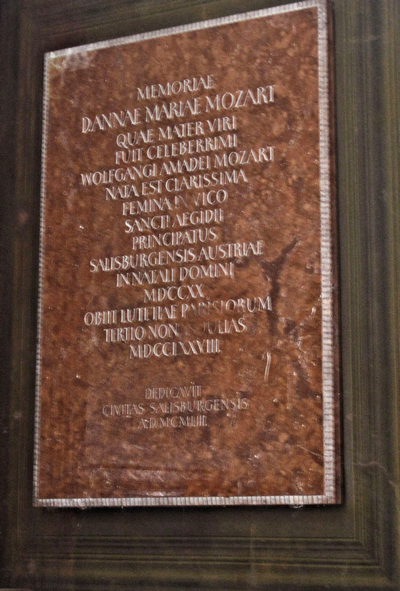 MEMORIAE
D. ANNAE MARIAE MOZART
QUAE MATER VIRI
FUIT CELEBERRIMI
WOLFGANGI AMADEI MOZART
NATA EST CLARISSIMA
FEMINA IN VICO
SANCTI AEGIDII
PRINCIPATUS
SALISBURGENSIS AUSTRIAE
IN NATALI DOMINI
MDCCXX
OBIIT LUTETIAE PARISIORUM
TERTIO NONAS JULIAS
MDCCLXXVIII
DEDICAVIT
CIVITAS SALISBURGENSIS
A.D. MCMLIII